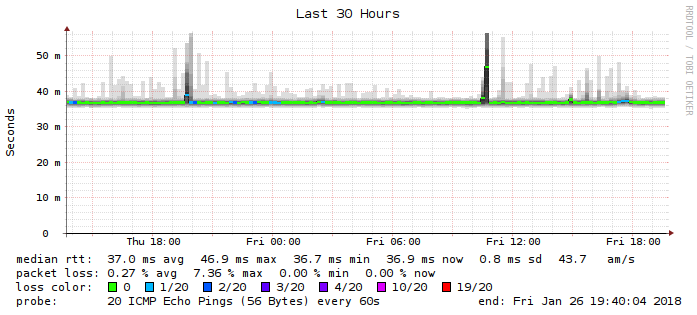 Last 30 Hours
RRDTOOL / TOBI OETIKER
Seconds
50 m
40 m
30 m
20 m
10 m
0
Thu 18:00 Fri 00:00 Fri 06:00 Fri 12:00 Fri 18:00
median rtt: 37.0 ms avg 46.9 ms max 36.7 ms min 36.9 ms now 0.8 ms sd 43.7 am/s
packet loss: 0.27 % avg 7.36 % max 0.00 % min 0.00 % now
loss color: 0 1/20 2/20 3/20 4/20 10/20 19/20
probe: 20 ICMP Echo Pings (56 Bytes) every 60s end: Fri Jan 26 19:40:04 2018